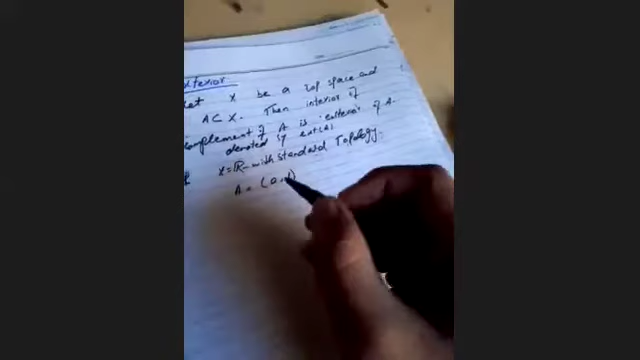 xterior
Let X be a Top space and
A ⊂ X. Then interior of
complement of A is exterior of A.
denoted by ext(A)
X = ℝ with standard Topology.
A = (0,1)